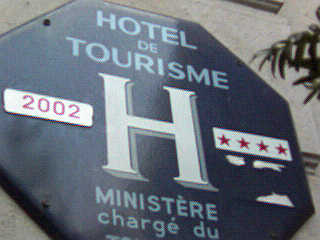 HOTEL
DE
TOURISME
2002
H
★★★★
MINISTÈRE
chargé du